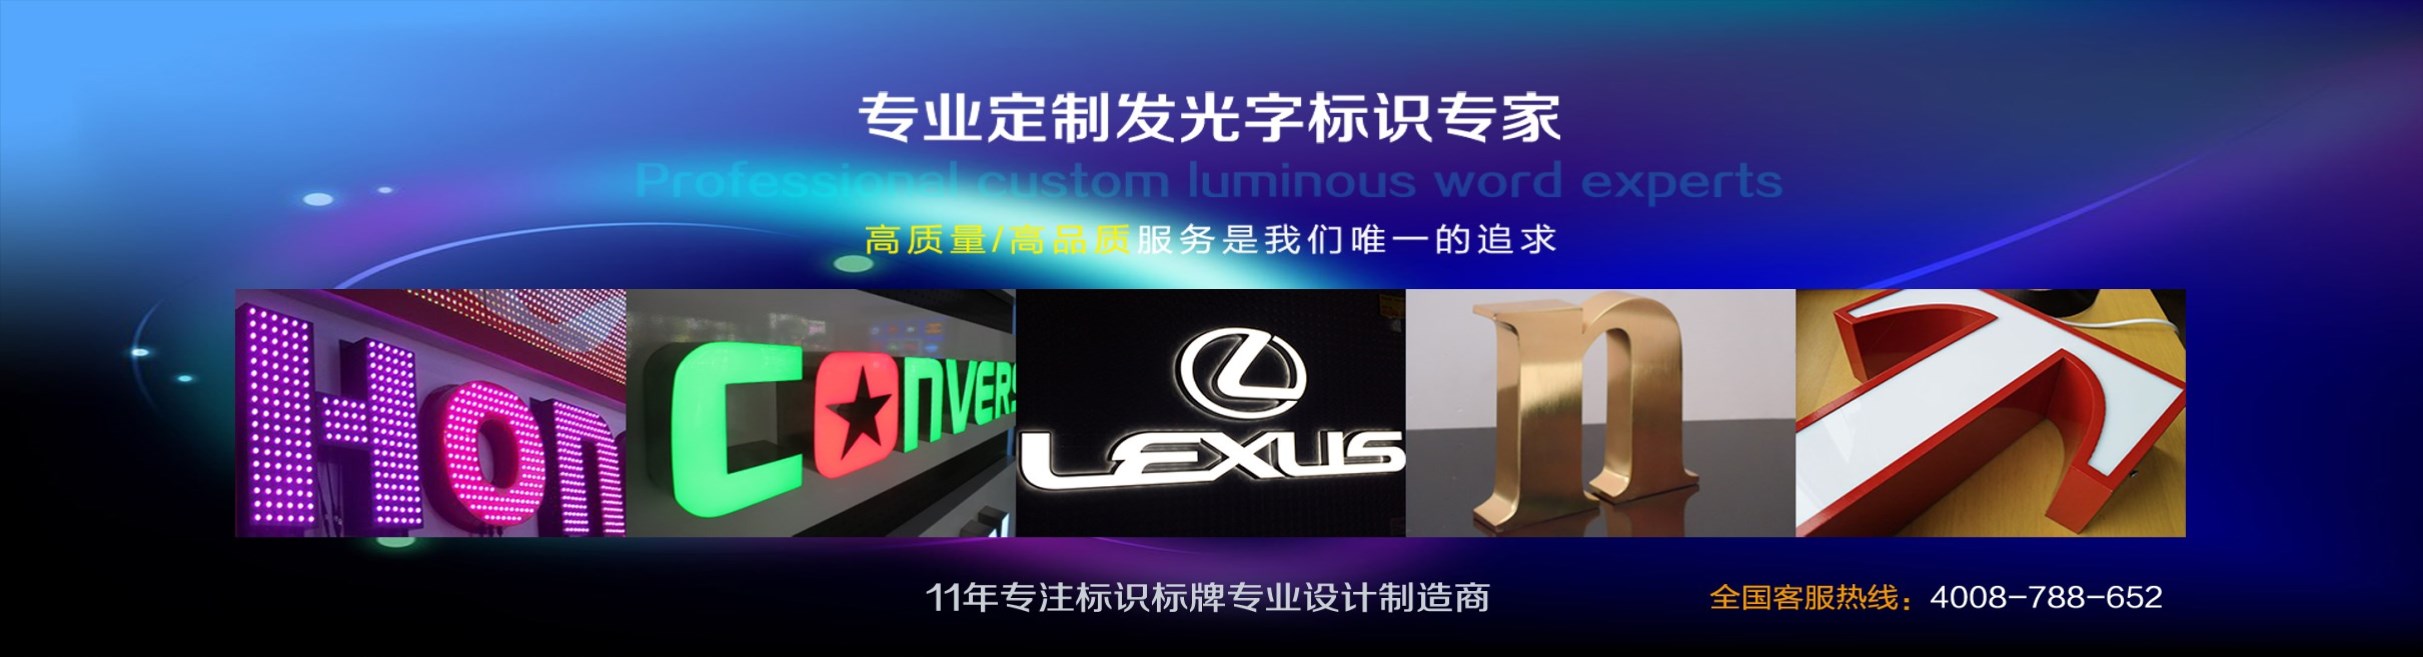 专业定制发光字标识专家
Professional custom luminous word experts
高质量/高品质服务是我们唯一的追求
Hon
CONVERS
LEXUS
n
11年专注标识标牌专业设计制造商
全国客服热线：4008-788-652